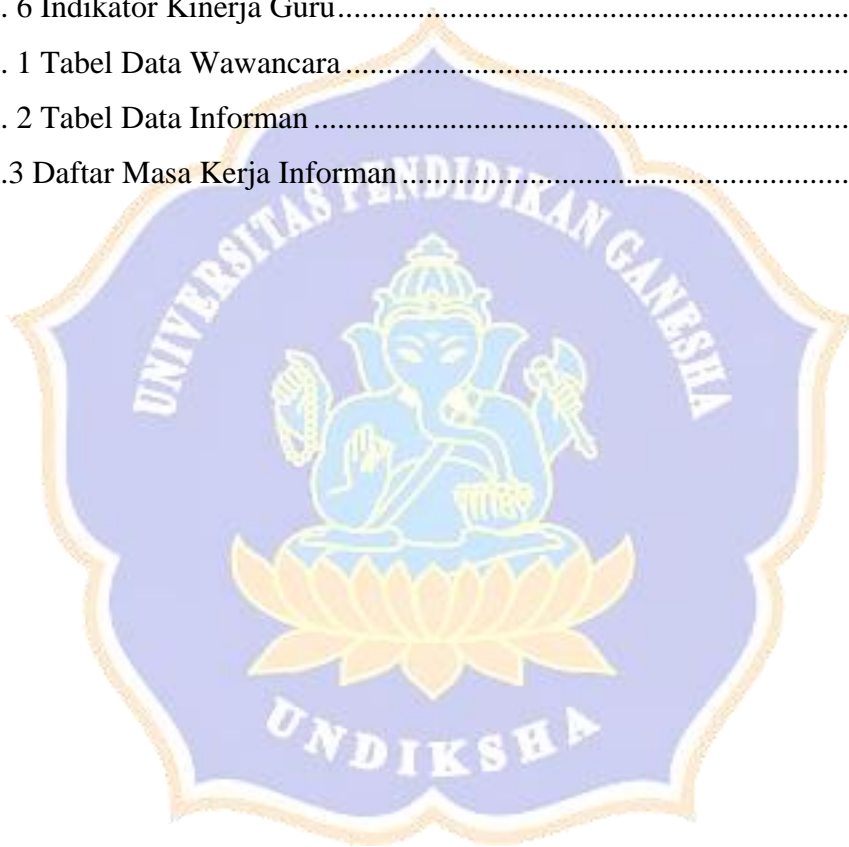 . 6 Indikator Kinerja Guru.......................................................................
. 1 Tabel Data Wawancara......................................................................
. 2 Tabel Data Informan..........................................................................
.3 Daftar Masa Kerja Informan...............................................................
UNIVERSITAS PENDIDIKAN GANESHA
UNDIKSHA